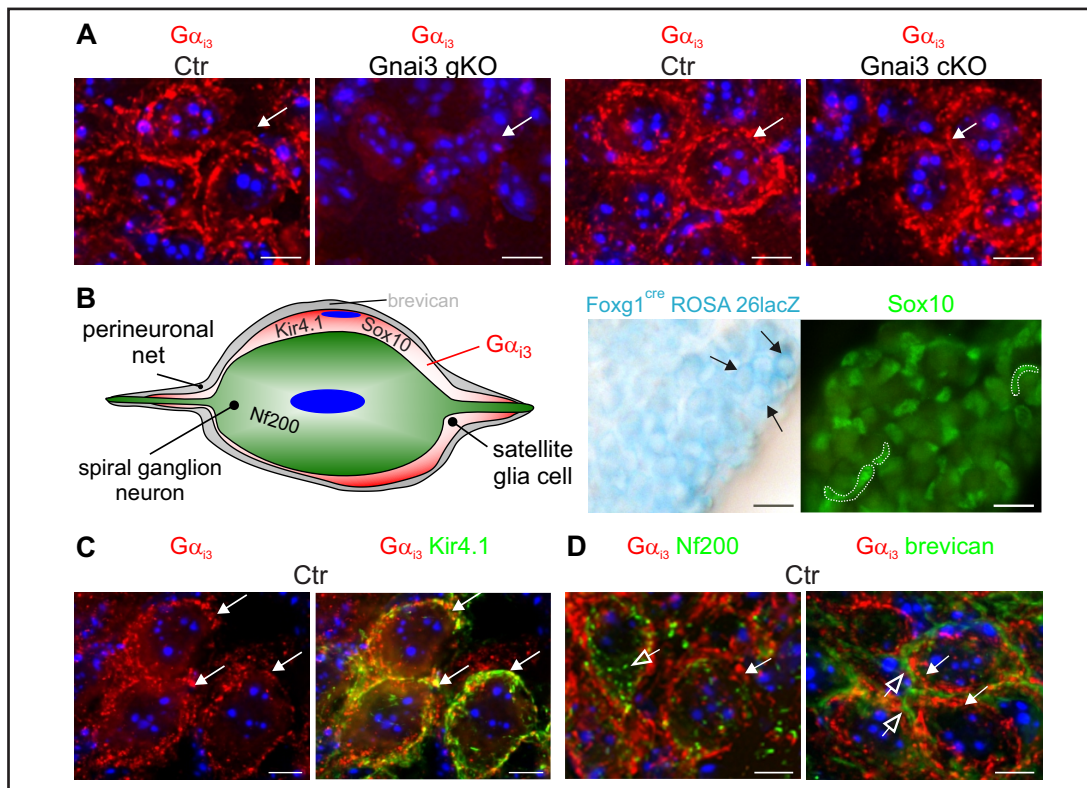 A
Gαi3 Gαi3 Gαi3 Gαi3
Ctr Gnai3 gKO Ctr Gnai3 cKO
B
brevican
perineuronal
net
Kir4.1 Sox10
Gαi3
Nf200
spiral ganglion
neuron
satellite
glia cell
Foxg1cre ROSA 26lacZ Sox10
C
Gαi3 Gαi3 Kir4.1
Ctr
D
Gαi3 Nf200 Gαi3 brevican
Ctr